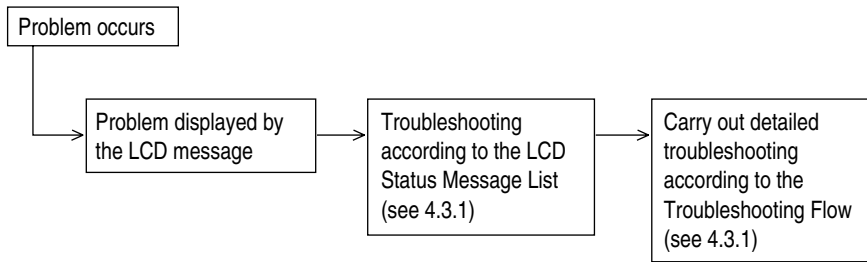 Problem occurs
Problem displayed by
the LCD message
Troubleshooting
according to the LCD
Status Message List
(see 4.3.1)
Carry out detailed
troubleshooting
according to the
Troubleshooting Flow
(see 4.3.1)